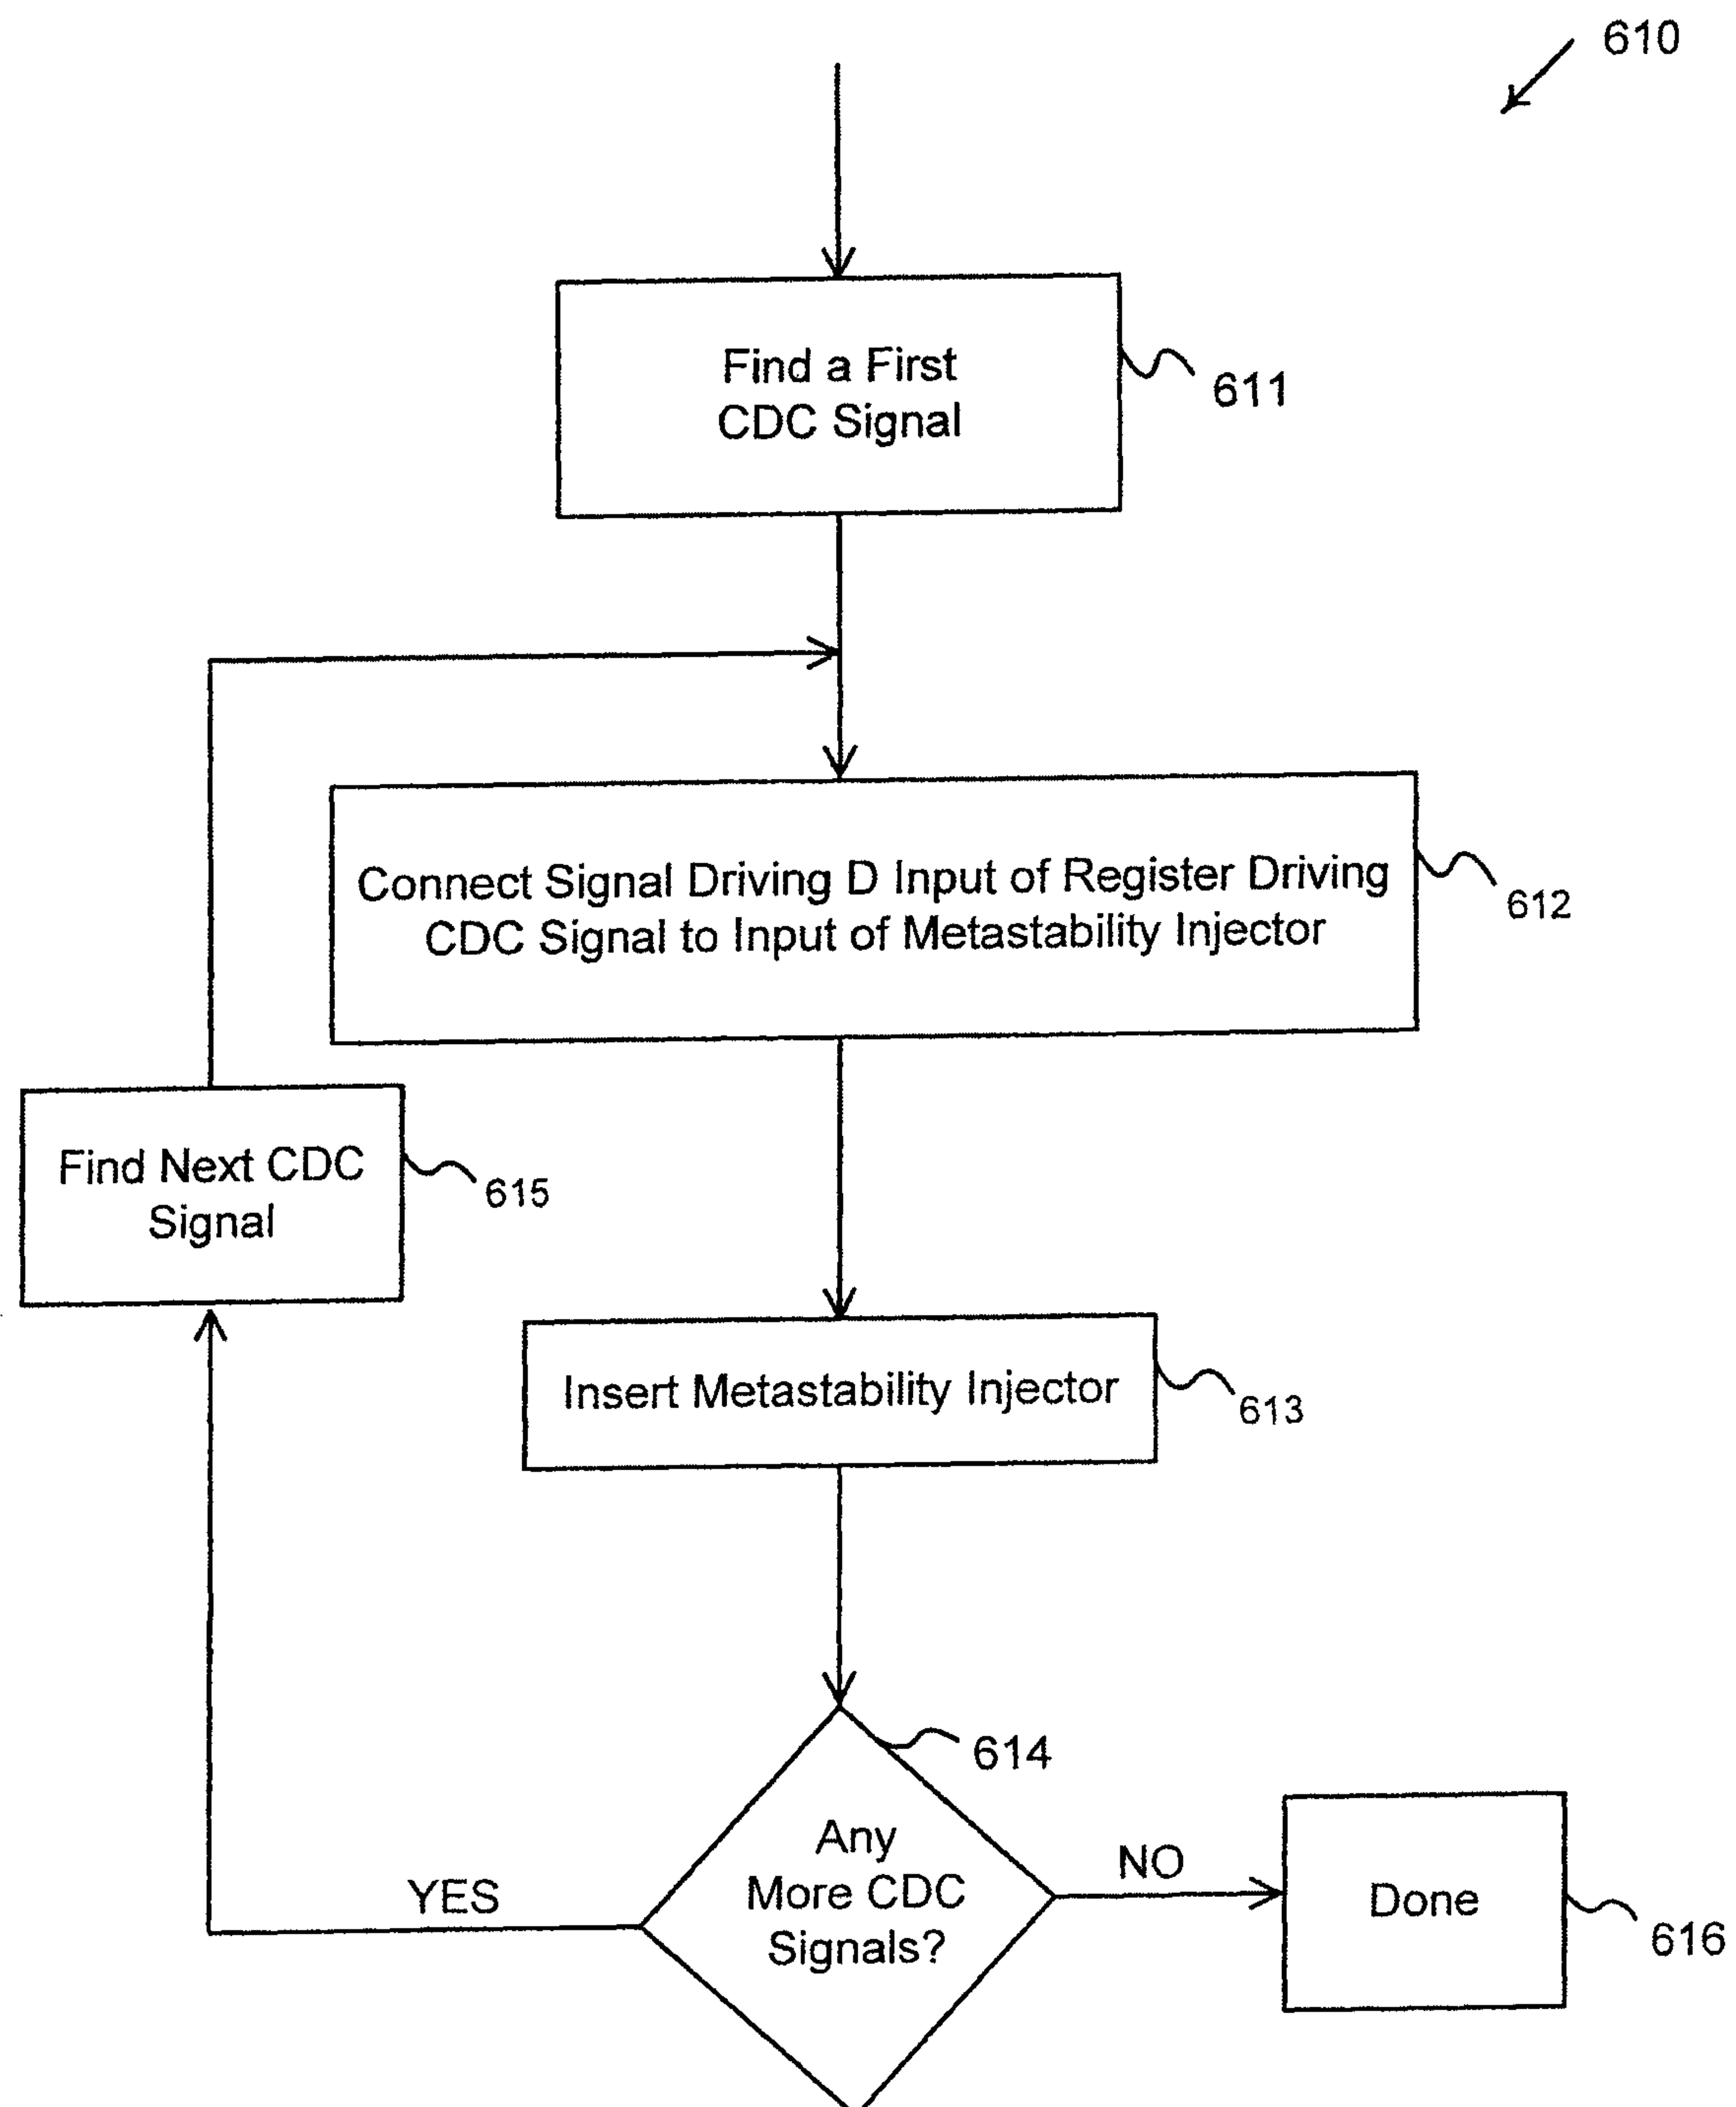 610
Find a First
CDC Signal
611
Connect Signal Driving D Input of Register Driving
CDC Signal to Input of Metastability Injector
612
Find Next CDC
Signal
615
Insert Metastability Injector
613
614
Any
More CDC
Signals?
YES
NO
Done
616